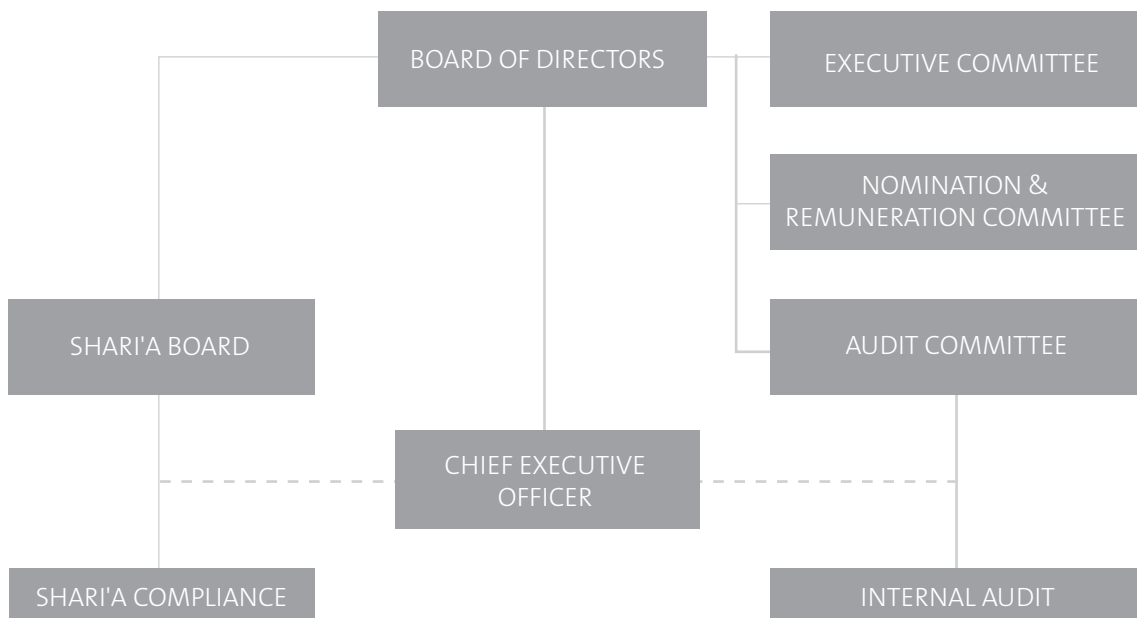 BOARD OF DIRECTORS
EXECUTIVE COMMITTEE
NOMINATION &
REMUNERATION COMMITTEE
SHARI'A BOARD
AUDIT COMMITTEE
CHIEF EXECUTIVE
OFFICER
SHARI'A COMPLIANCE
INTERNAL AUDIT